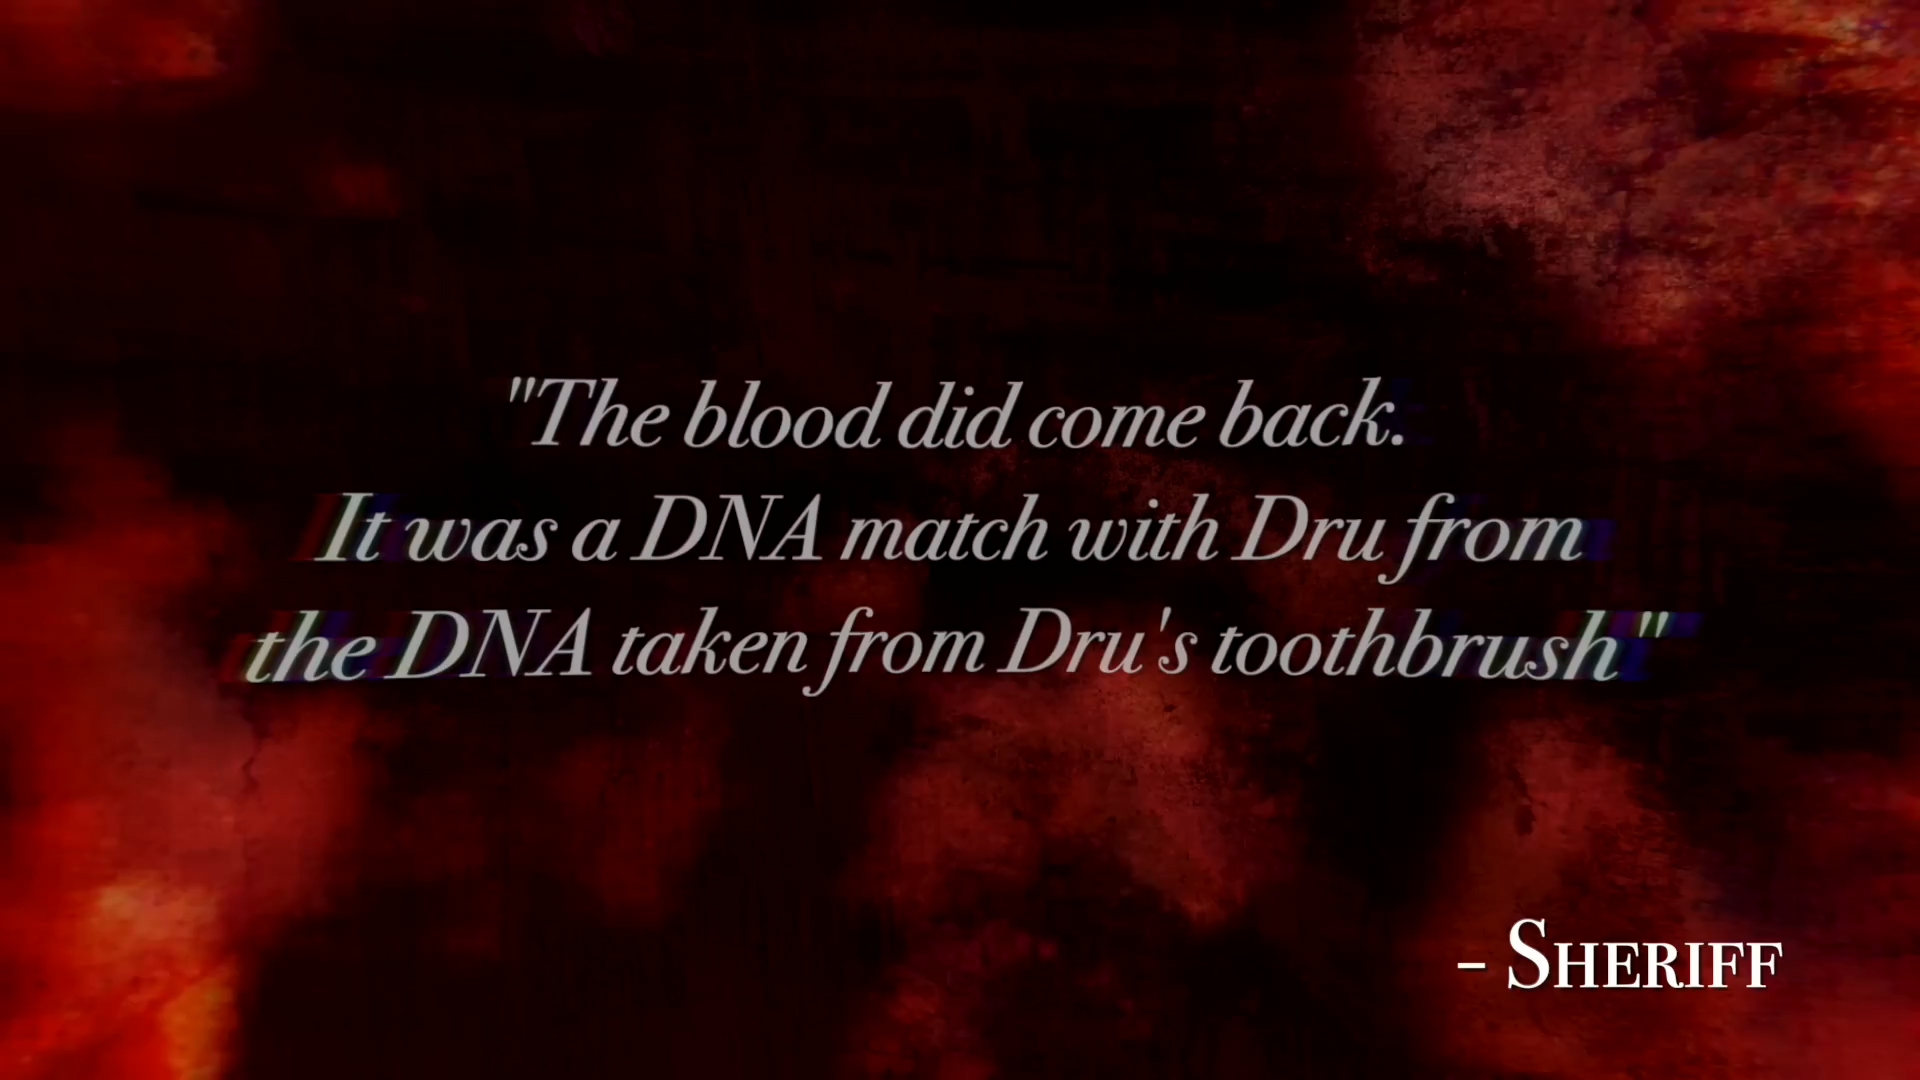 "The blood did come back.
It was a DNA match with Dru from
the DNA taken from Dru's toothbrush"
– SHERIFF